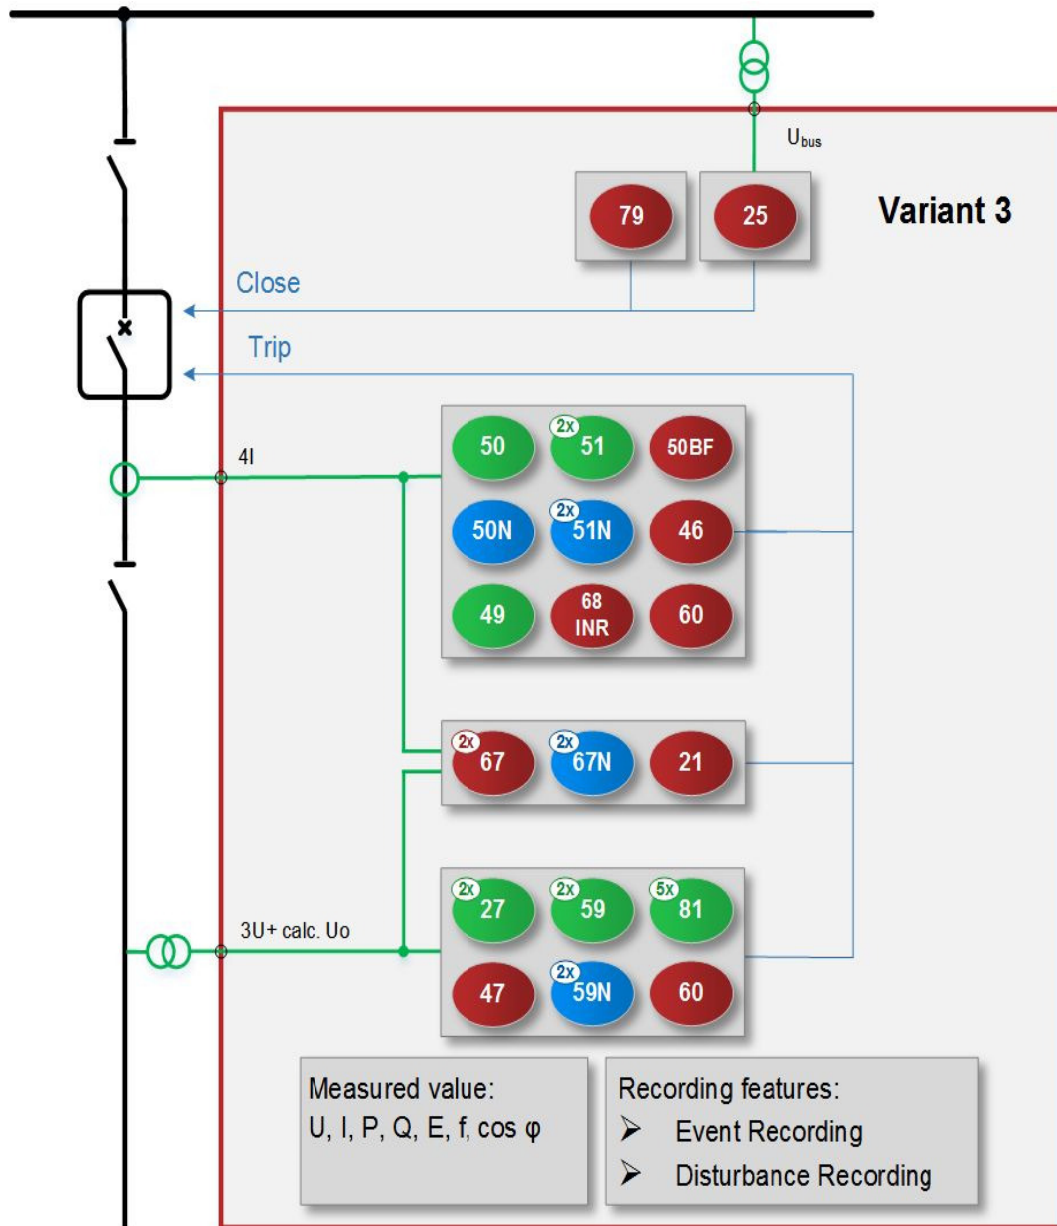 U bus
Variant 3
79
25
Close
Trip
4I
50
2x
51
50BF
50N
2x
51N
46
49
68
INR
60
2x
67
2x
67N
21
3U+ calc. Uo
2x
27
2x
59
5x
81
47
2x
59N
60
Measured value:
U, I, P, Q, E, f, cos φ
Recording features:
➢ Event Recording
➢ Disturbance Recording